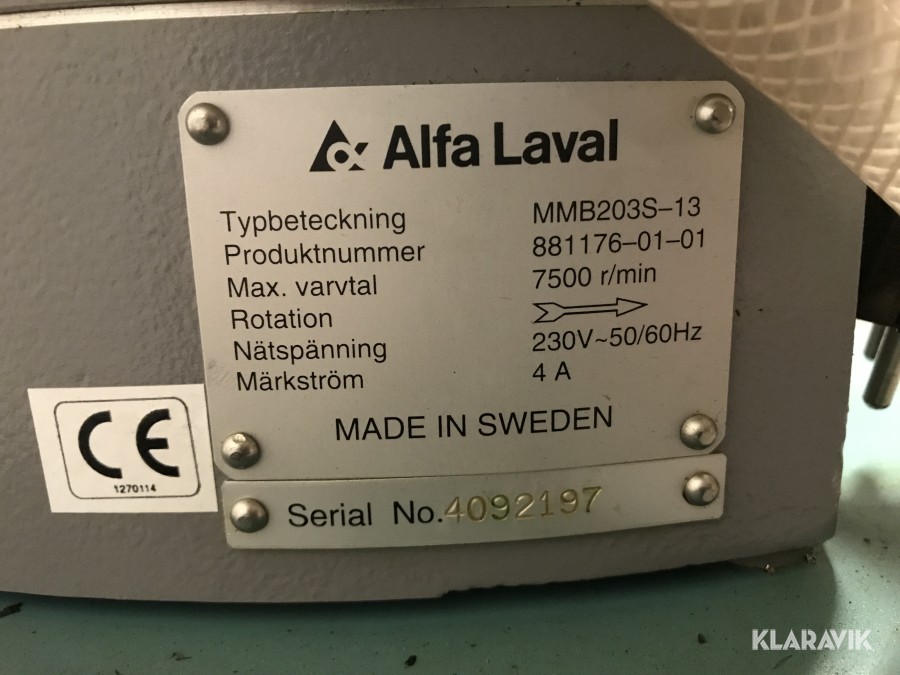 Alfa Laval
Typbeteckning MMB203S–13
Produktnummer 881176–01–01
Max. varvtal 7500 r/min
Rotation
Nätspänning 230V~50/60Hz
Märkström 4 A
MADE IN SWEDEN
CE
1270114
Serial No. 4092197
KLARAVIK